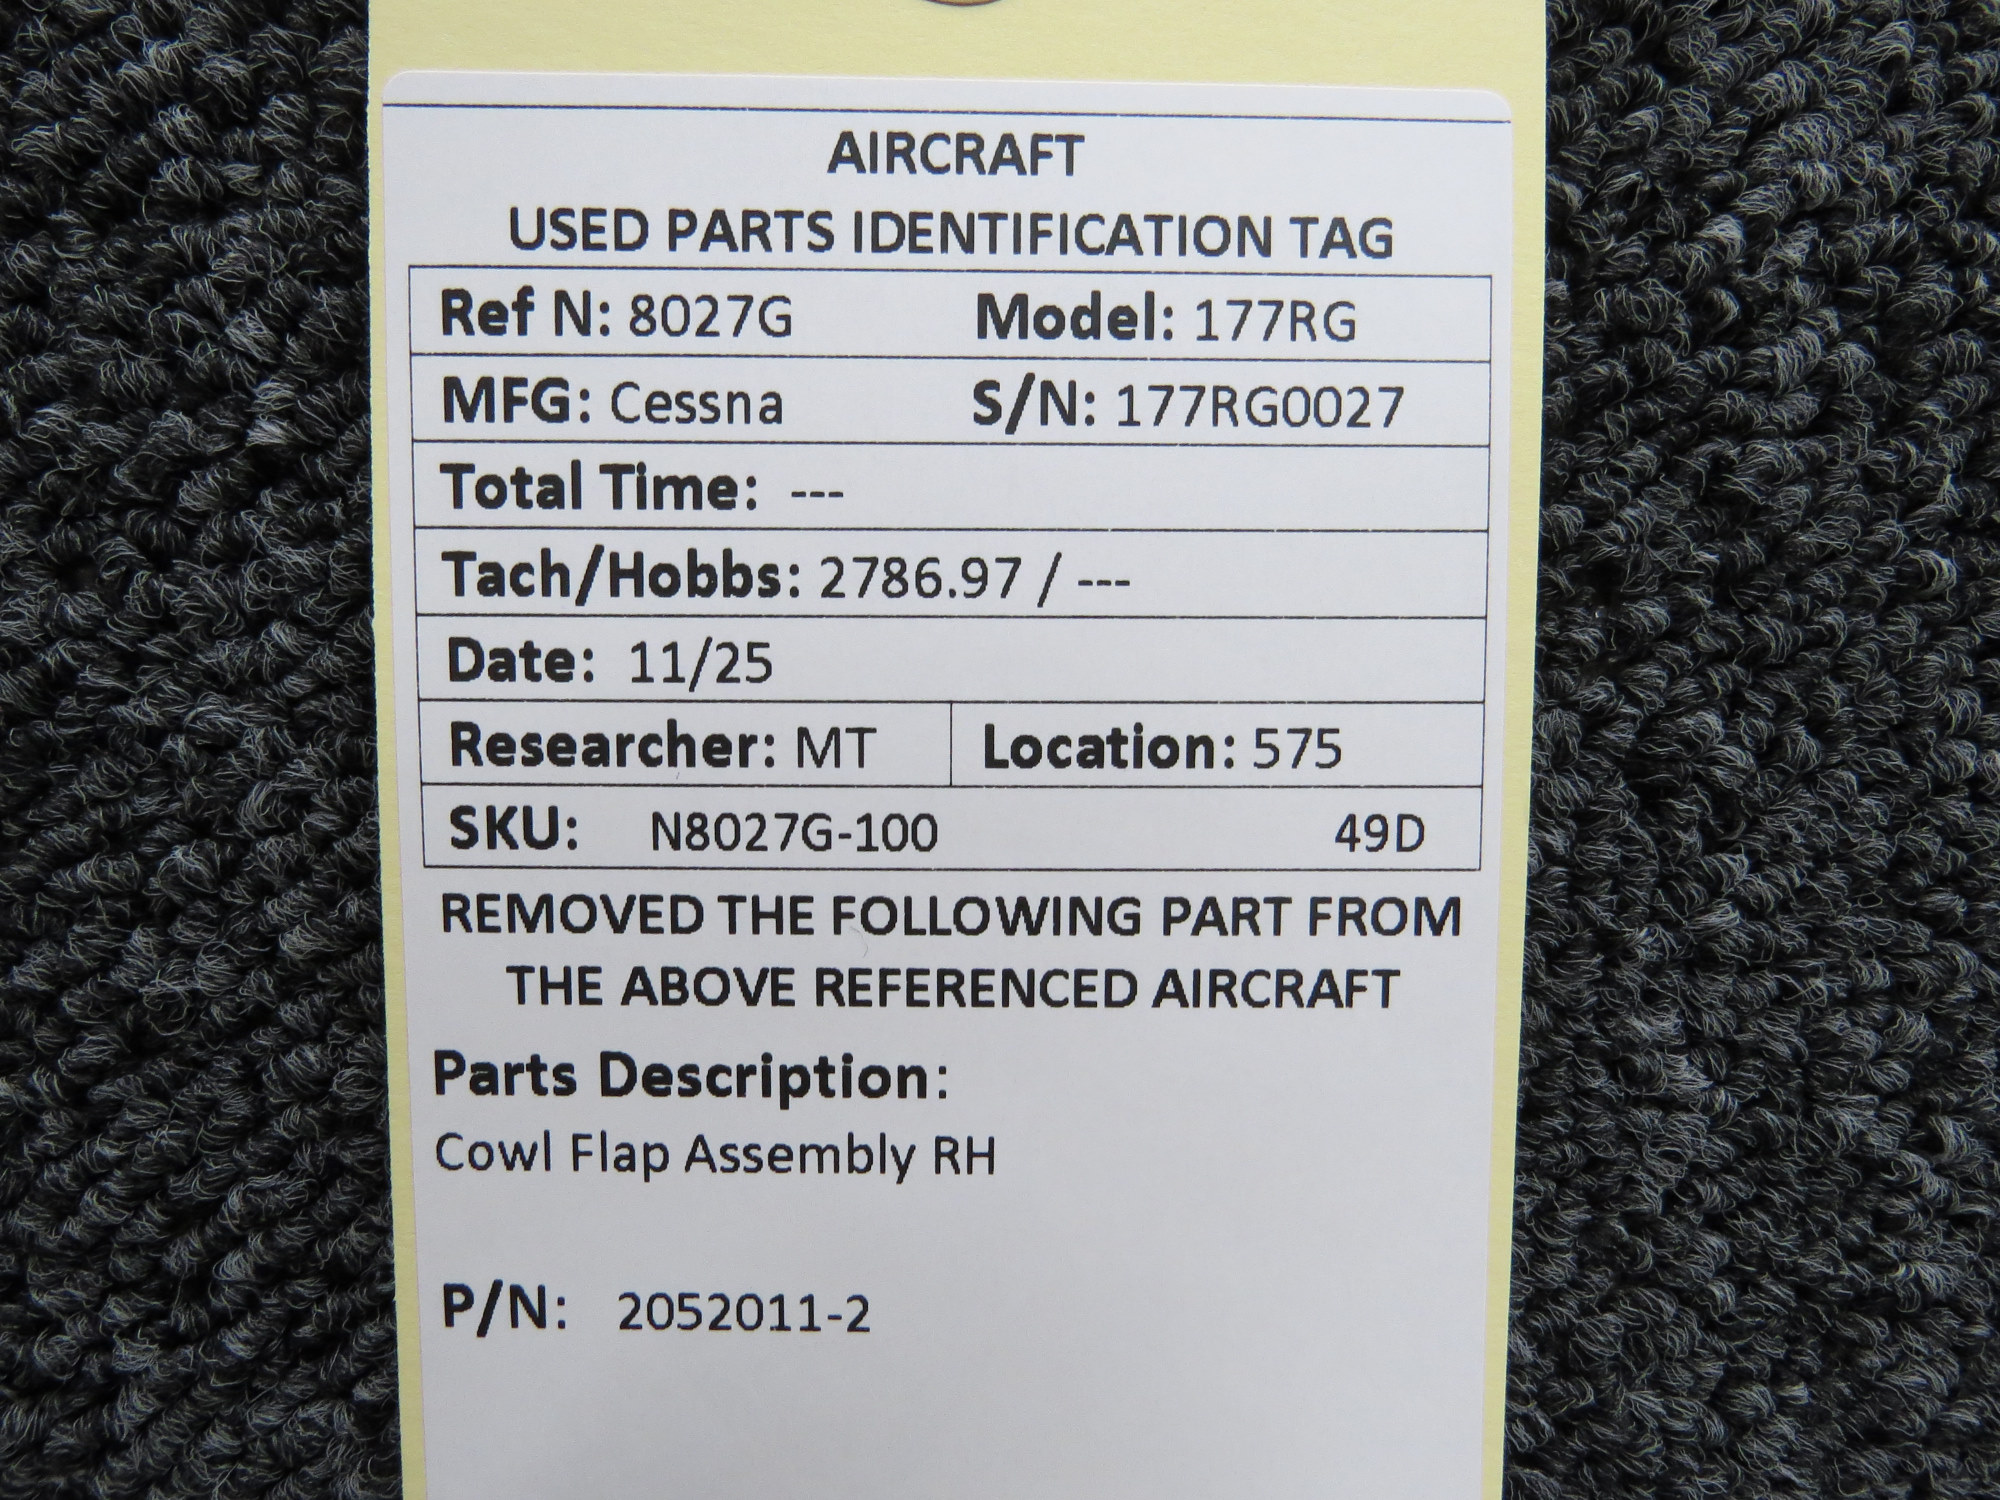 AIRCRAFT
USED PARTS IDENTIFICATION TAG
Ref N: 8027G Model: 177RG
MFG: Cessna S/N: 177RG0027
Total Time: ---
Tach/Hobbs: 2786.97 / ---
Date: 11/25
Researcher: MT Location: 575
SKU: N8027G-100 49D
REMOVED THE FOLLOWING PART FROM
THE ABOVE REFERENCED AIRCRAFT
Parts Description:
Cowl Flap Assembly RH
P/N: 2052011-2